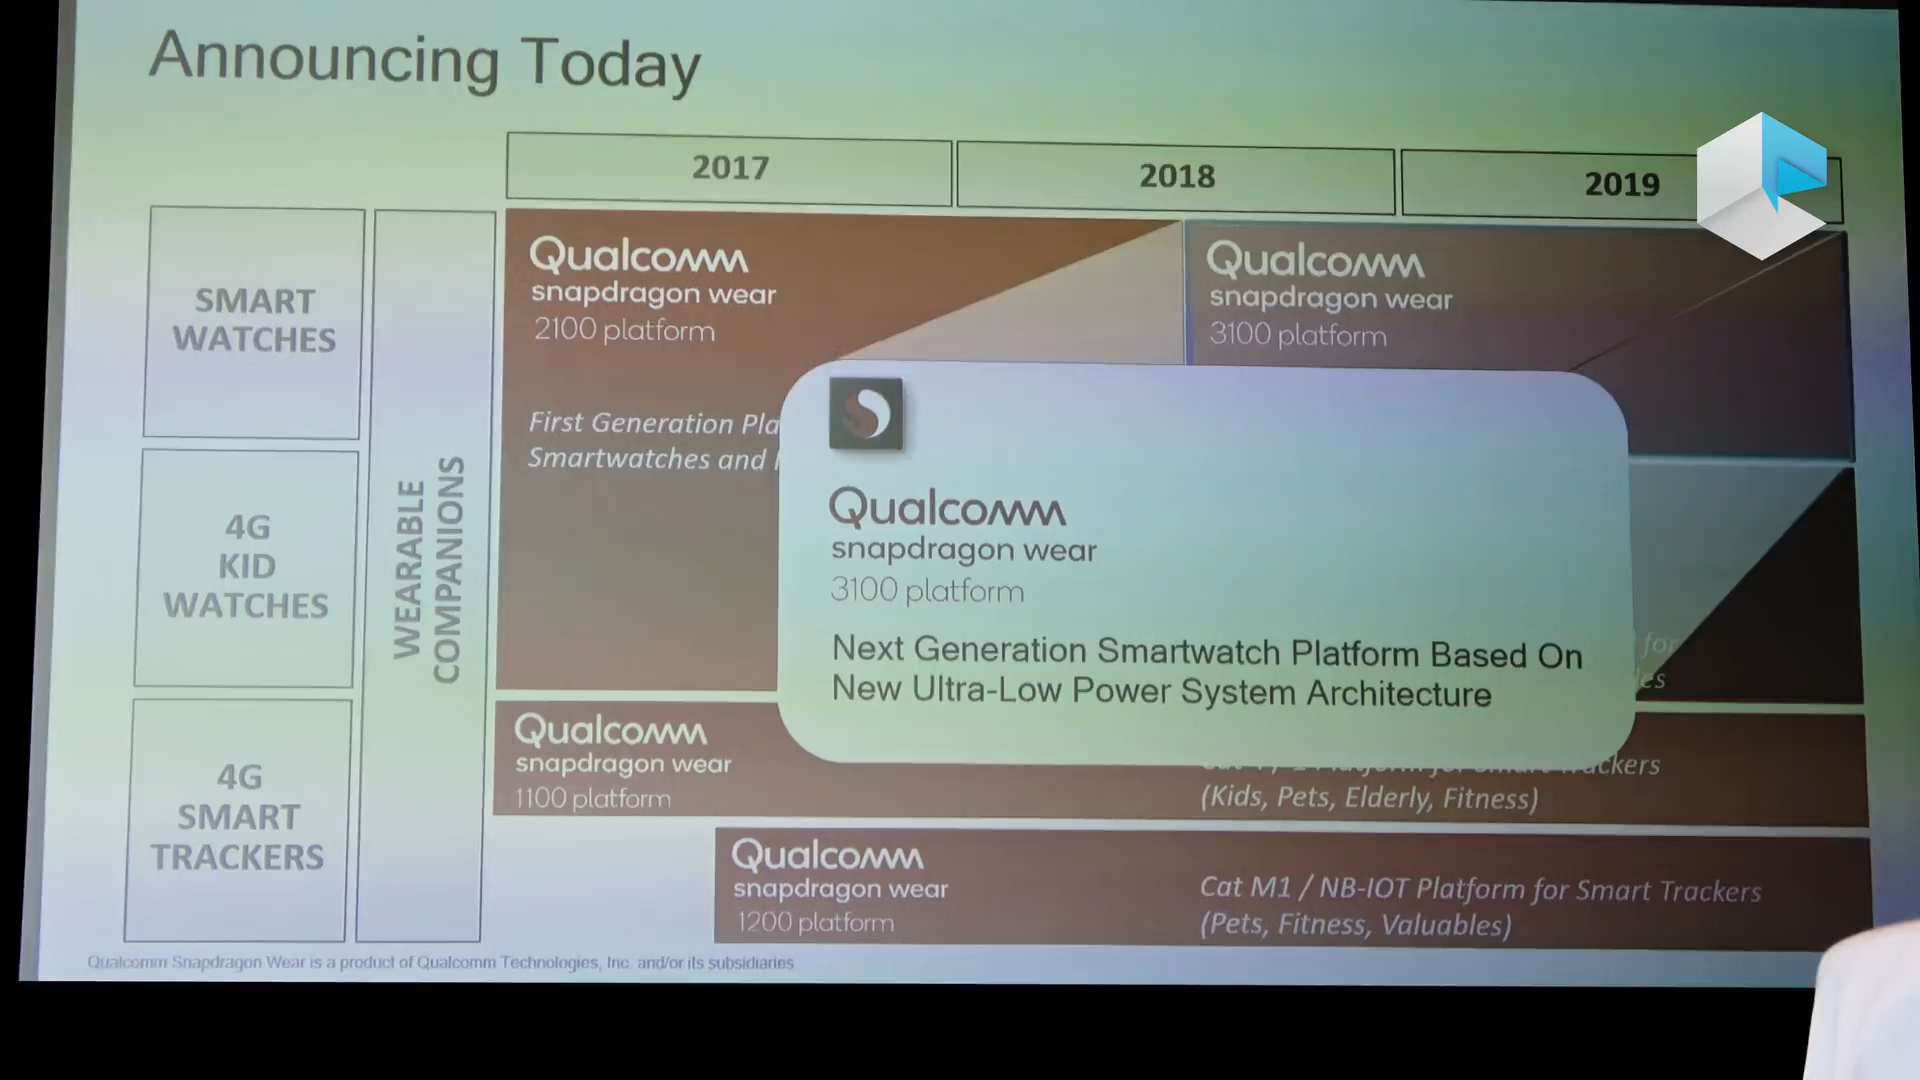 Announcing Today
2017
2018
2019
SMART
WATCHES
4G
KID
WATCHES
4G
SMART
TRACKERS
WEARABLE
COMPANIONS
Qualcomm
snapdragon wear
2100 platform
First Generation
Smartwatches and
Qualcomm
snapdragon wear
3100 platform
Qualcomm
snapdragon wear
3100 platform
Next Generation Smartwatch Platform Based On
New Ultra-Low Power System Architecture
for
Qualcomm
snapdragon wear
1100 platform
(Kids, Pets, Elderly, Fitness)
Qualcomm
snapdragon wear
1200 platform
Cat M1 / NB-IOT Platform for Smart Trackers
(Pets, Fitness, Valuables)
Qualcomm Snapdragon Wear is a product of Qualcomm Technologies, Inc. and/or its subsidiaries